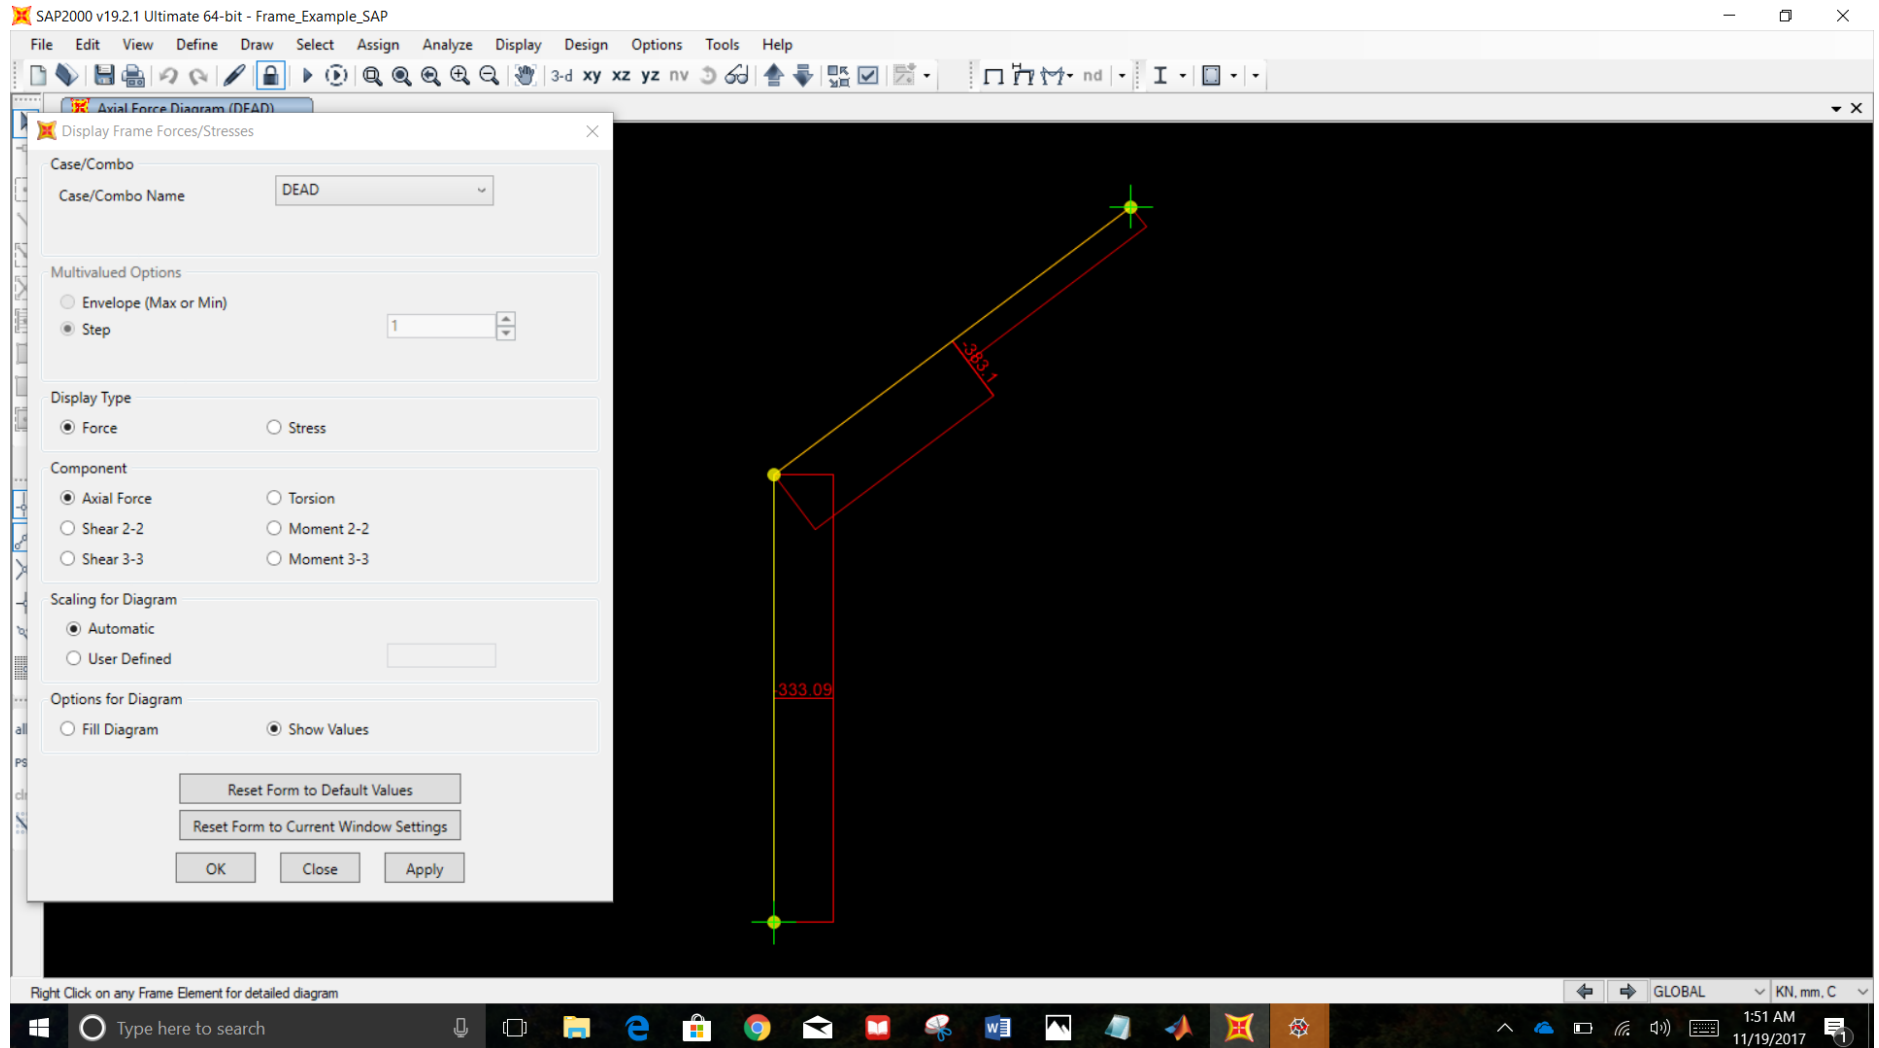 SAP2000 v19.2.1 Ultimate 64-bit - Frame_Example_SAP
File Edit View Define Draw Select Assign Analyze Display Design Options Tools Help
3-d xy xz yz nv nd
Axial Force Diagram (DEAD)
Display Frame Forces/Stresses
Case/Combo
Case/Combo Name DEAD
Multivalued Options
Envelope (Max or Min)
Step 1
Display Type
Force Stress
Component
Axial Force Torsion
Shear 2-2 Moment 2-2
Shear 3-3 Moment 3-3
Scaling for Diagram
Automatic
User Defined
Options for Diagram
Fill Diagram Show Values
Reset Form to Default Values
Reset Form to Current Window Settings
OK Close Apply
all
PS
-383.1
-333.09
Right Click on any Frame Element for detailed diagram
GLOBAL KN, mm, C
Type here to search
1:51 AM
11/19/2017
1